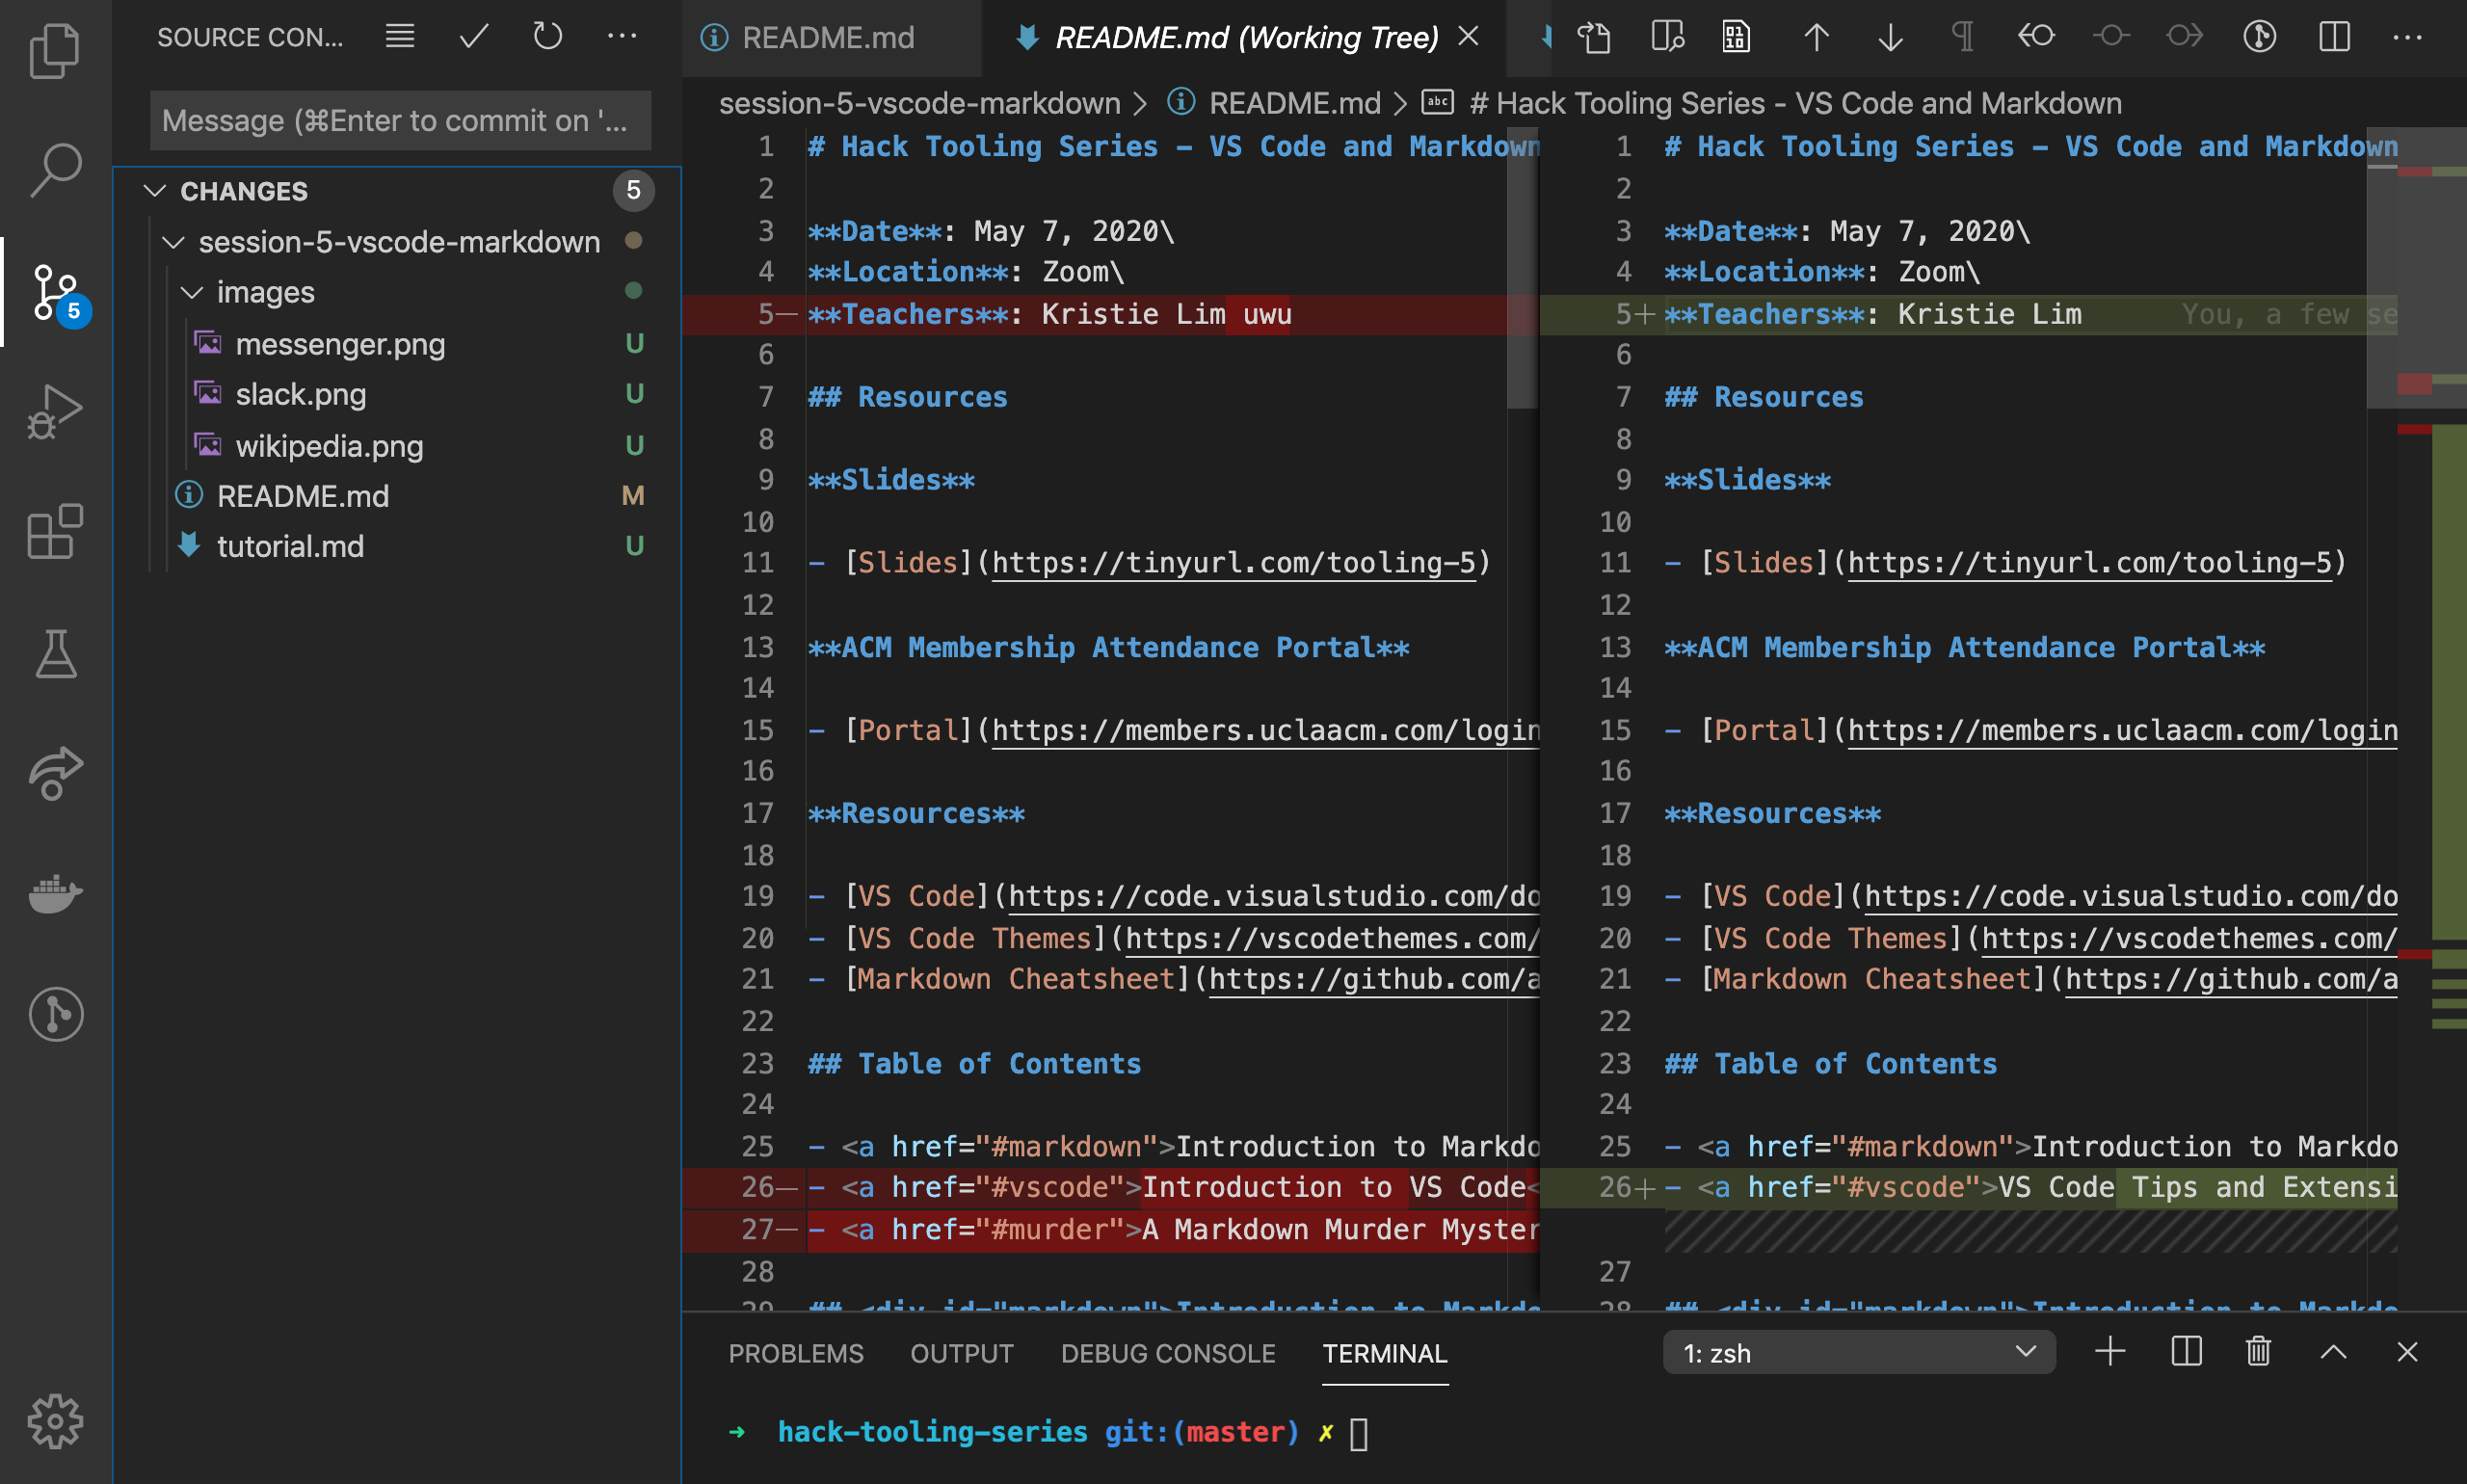 SOURCE CON...
Message (⌘Enter to commit on '...
CHANGES 5
session-5-vscode-markdown
images
messenger.png U
slack.png U
wikipedia.png U
README.md M
tutorial.md U
5
README.md
README.md (Working Tree)
session-5-vscode-markdown > README.md > abc # Hack Tooling Series - VS Code and Markdown
1 # Hack Tooling Series - VS Code and Markdown
2
3 **Date**: May 7, 2020\
4 **Location**: Zoom\
5- **Teachers**: Kristie Lim uwu
6
7 ## Resources
8
9 **Slides**
10
11 - [Slides](https://tinyurl.com/tooling-5)
12
13 **ACM Membership Attendance Portal**
14
15 - [Portal](https://members.uclaacm.com/login
16
17 **Resources**
18
19 - [VS Code](https://code.visualstudio.com/do
20 - [VS Code Themes](https://vscodethemes.com/
21 - [Markdown Cheatsheet](https://github.com/a
22
23 ## Table of Contents
24
25 - <a href="#markdown">Introduction to Markdo
26- - <a href="#vscode">Introduction to VS Code<
27- - <a href="#murder">A Markdown Murder Myster
28
29 ## <div id="markdown">Introduction to Markdo
1 # Hack Tooling Series - VS Code and Markdown
2
3 **Date**: May 7, 2020\
4 **Location**: Zoom\
5+ **Teachers**: Kristie Lim You, a few se
6
7 ## Resources
8
9 **Slides**
10
11 - [Slides](https://tinyurl.com/tooling-5)
12
13 **ACM Membership Attendance Portal**
14
15 - [Portal](https://members.uclaacm.com/login
16
17 **Resources**
18
19 - [VS Code](https://code.visualstudio.com/do
20 - [VS Code Themes](https://vscodethemes.com/
21 - [Markdown Cheatsheet](https://github.com/a
22
23 ## Table of Contents
24
25 - <a href="#markdown">Introduction to Markdo
26+ - <a href="#vscode">VS Code Tips and Extensi
27
28 ## <div id="markdown">Introduction to Markdo
PROBLEMS OUTPUT DEBUG CONSOLE TERMINAL 1: zsh
➜ hack-tooling-series git:(master) ✗